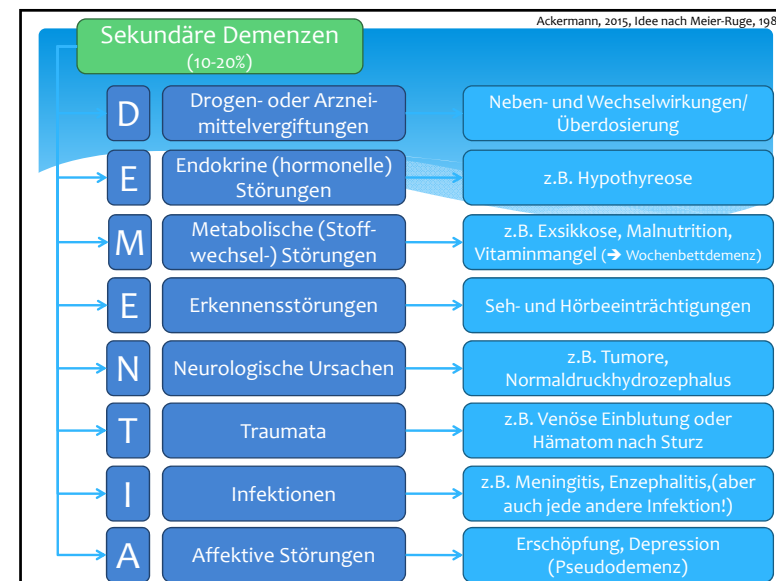 Ackermann, 2015, Idee nach Meier-Ruge, 198
Sekundäre Demenzen
(10-20%)
D
Drogen- oder Arznei-
mittelvergiftungen
Neben- und Wechselwirkungen/
Überdosierung
E
Endokrine (hormonelle)
Störungen
z.B. Hypothyreose
M
Metabolische (Stoff-
wechsel-) Störungen
z.B. Exsikkose, Malnutrition,
Vitaminmangel (➔ Wochenbettdemenz)
E
Erkennensstörungen
Seh- und Hörbeeinträchtigungen
N
Neurologische Ursachen
z.B. Tumore,
Normaldruckhydrozephalus
T
Traumata
z.B. Venöse Einblutung oder
Hämatom nach Sturz
I
Infektionen
z.B. Meningitis, Enzephalitis,(aber
auch jede andere Infektion!)
A
Affektive Störungen
Erschöpfung, Depression
(Pseudodemenz)